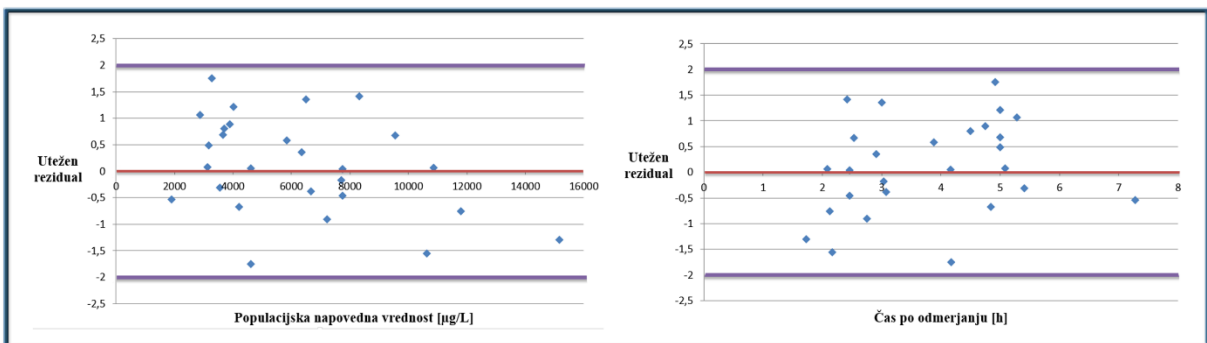 2,5
2
1,5
1
0,5
0
-0,5
-1
-1,5
-2
-2,5
0 2000 4000 6000 8000 10000 12000 14000 16000
Utežen
rezidual
Populacijska napovedna vrednost [µg/L]
2,5
2
1,5
1
0,5
0
-0,5
-1
-1,5
-2
-2,5
0 1 2 3 4 5 6 7 8
Utežen
rezidual
Čas po odmerjanju [h]